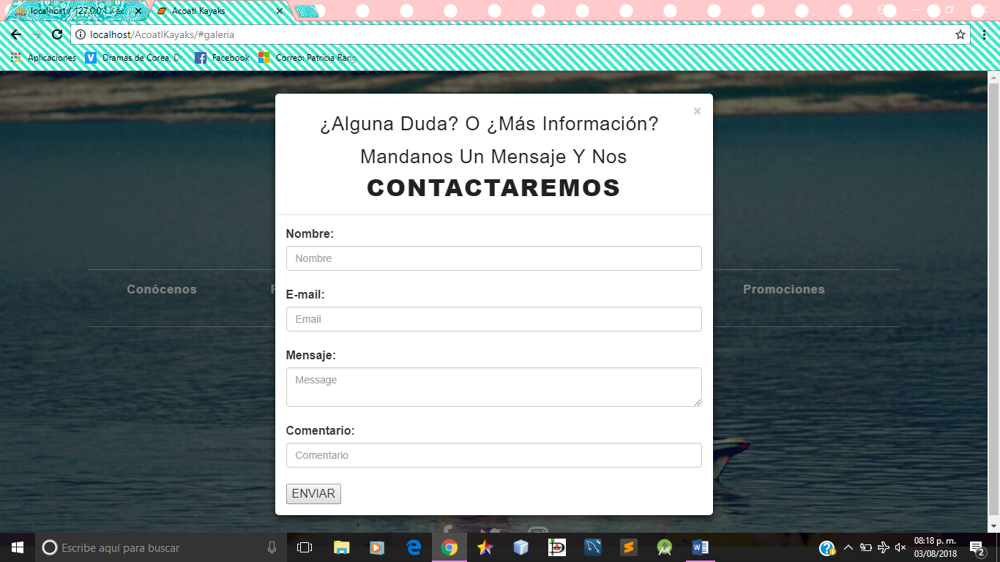 localhost / 127.0.0.1 / ac
Acoatl Kayaks
localhost/AcoatlKayaks/#galeria
Aplicaciones
Dramas de Corea, Dr
Facebook
Correo: Patricia Rang
¿Alguna Duda? O ¿Más Información?
×
Mandanos Un Mensaje Y Nos
CONTACTAREMOS
Nombre:
Nombre
Conócenos
Promociones
E-mail:
Email
Mensaje:
Message
Comentario:
Comentario
ENVIAR
Escribe aquí para buscar
08:18 p. m.
03/08/2018
2